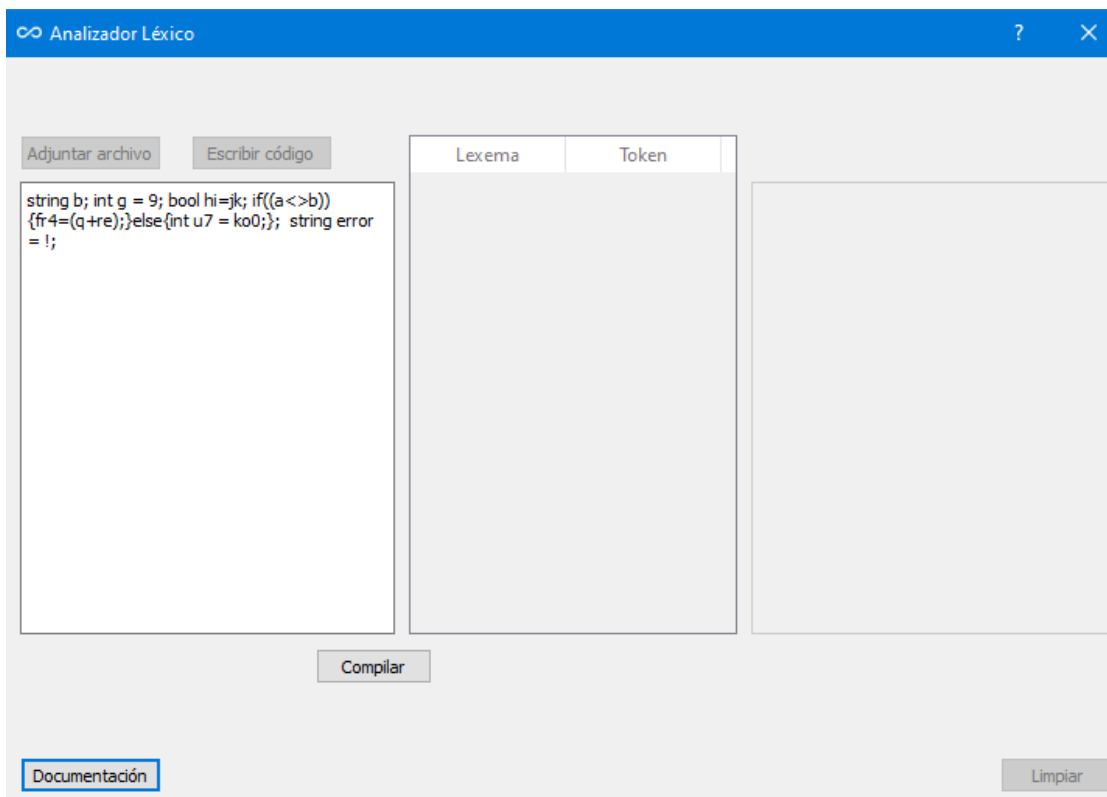 Analizador Léxico
Adjuntar archivo
Escribir código
Lexema
Token
string b; int g = 9; bool hi=jk; if((a<>b))
{fr4=(q+re);}else{int u7 = ko0;};  string error
= !;
Compilar
Documentación
Limpiar